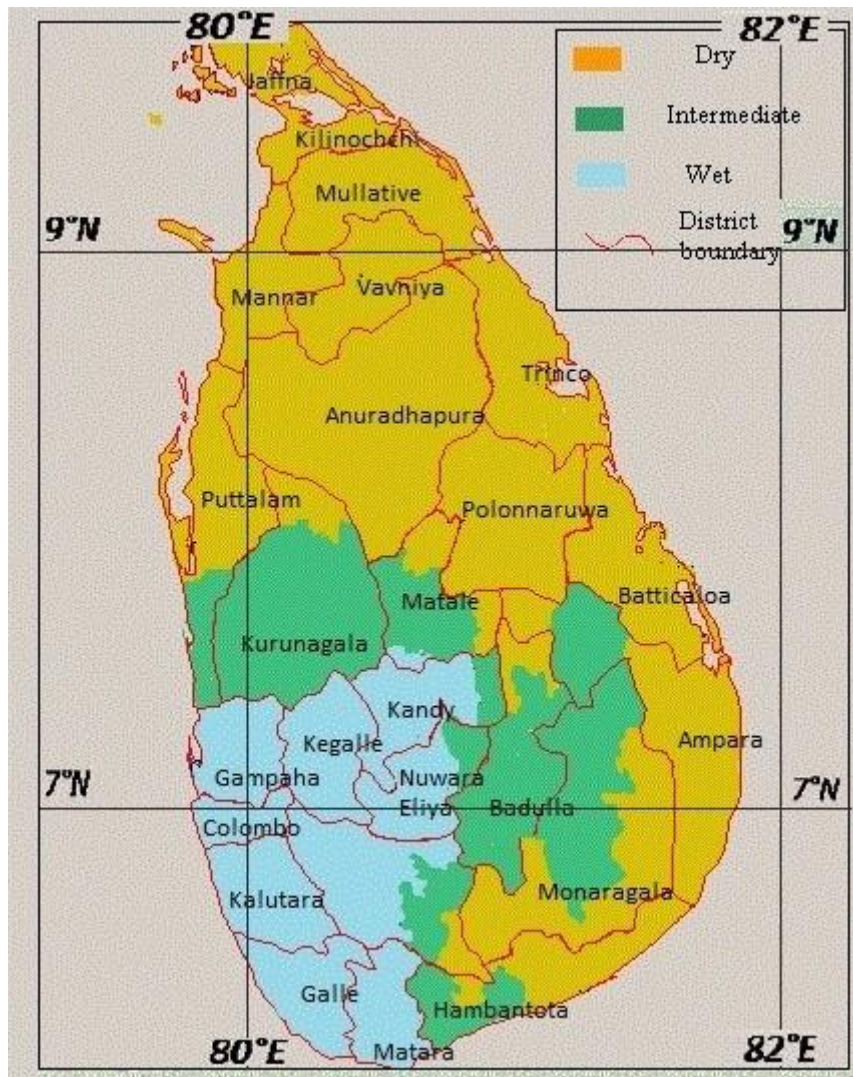 80°E
82°E
Dry
Intermediate
Wet
District
boundary
Jaffna
Kilinochchi
Mullative
9°N
9°N
Mannar
Vavniya
Trinco
Anuradhapura
Puttalam
Polonnaruwa
Matale
Batticaloa
Kurunagala
Kandy
Kegalle
Ampara
Gampaha
Nuwara
Eliya
Badulla
7°N
7°N
Colombo
Kalutara
Monaragala
Galle
Hambantota
Matara
80°E
82°E